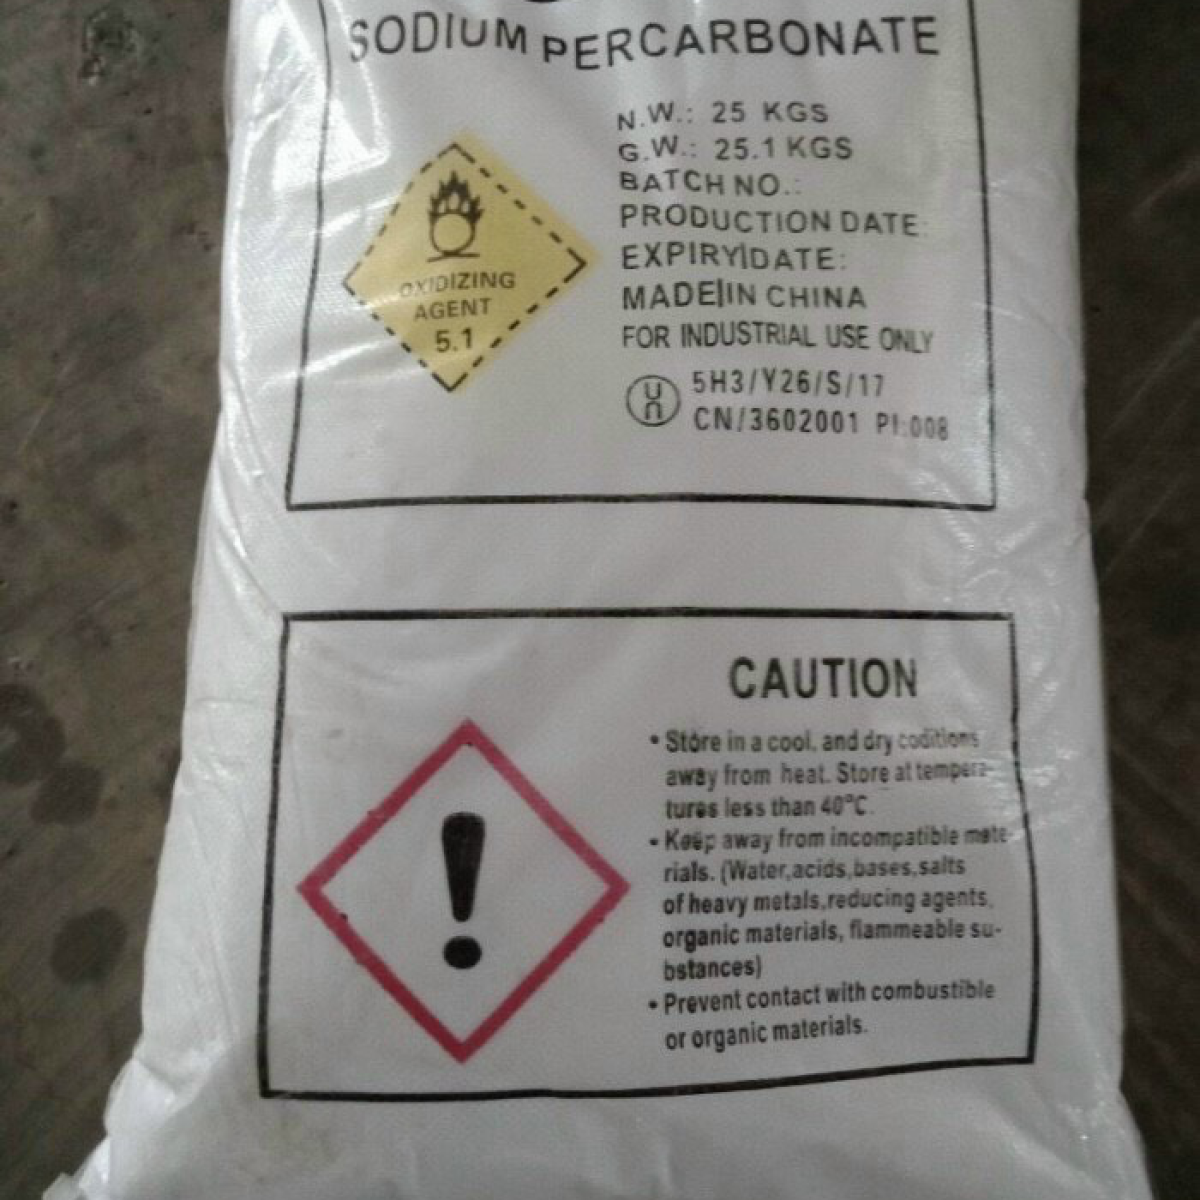 SODIUM PERCARBONATE
N.W.: 25 KGS
G.W.: 25.1 KGS
BATCH NO.:
PRODUCTION DATE:
EXPIRY DATE:
MADE IN CHINA
FOR INDUSTRIAL USE ONLY
OXIDIZING
AGENT
5.1
un
5H3/Y26/S/17
CN/3602001 PI:008
CAUTION
• Store in a cool, and dry coditions
away from heat. Store at tempera-
tures less than 40°C.
• Keep away from incompatible mate-
rials. (Water,acids,bases,salts
of heavy metals,reducing agents,
organic materials, flammeable su-
bstances)
• Prevent contact with combustible
or organic materials.